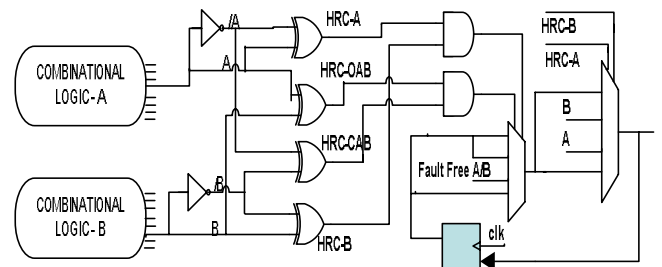 COMBINATIONAL
LOGIC-A
/A
A
HRC-A
HRC-OAB
HRC-CAB
HRC-B
COMBINATIONAL
LOGIC-B
/B
B
Fault Free A/B
clk
HRC-B
HRC-A
B
A